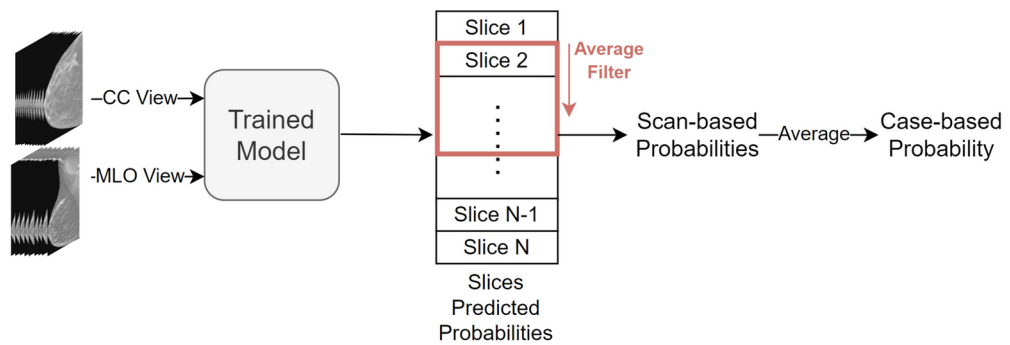 CC View
MLO View
Trained
Model
Slice 1
Slice 2
Slice N-1
Slice N
Slices
Predicted
Probabilities
Average
Filter
Scan-based
Probabilities
Average
Case-based
Probability